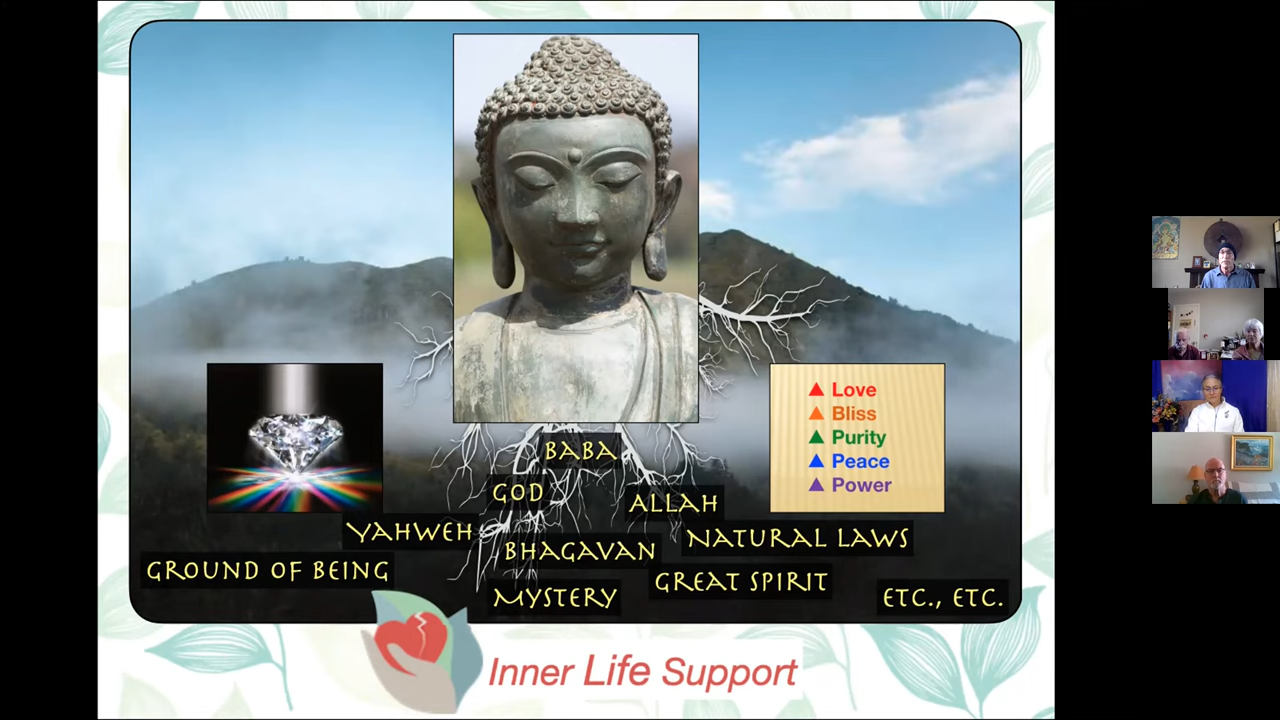 ▲ Love
▲ Bliss
▲ Purity
▲ Peace
▲ Power
BABA
GOD
ALLAH
YAHWEH
NATURAL LAWS
BHAGAVAN
GROUND OF BEING
GREAT SPIRIT
MYSTERY
ETC., ETC.
Inner Life Support